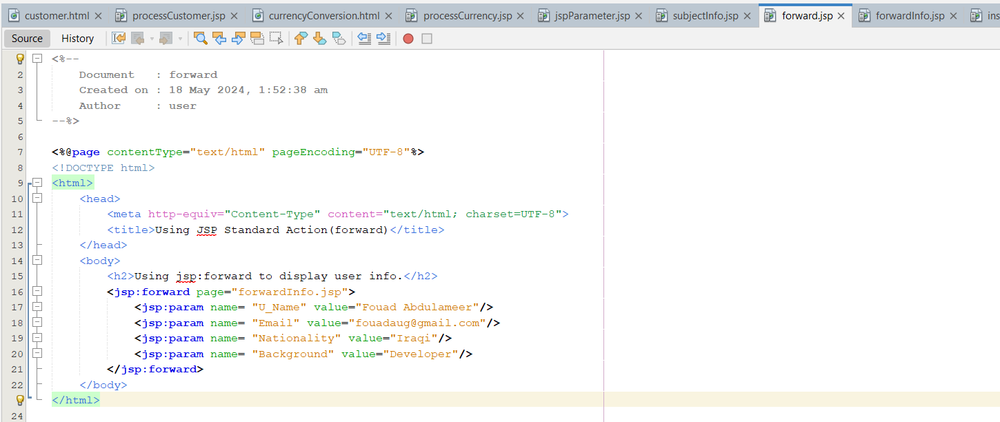 customer.html processCustomer.jsp currencyConversion.html processCurrency.jsp jspParameter.jsp subjectInfo.jsp forward.jsp forwardInfo.jsp ins
Source History
<%--
2 Document   : forward
3 Created on : 18 May 2024, 1:52:38 am
4 Author     : user
5 --%>
6
7 <%@page contentType="text/html" pageEncoding="UTF-8"%>
8 <!DOCTYPE html>
9 <html>
10 <head>
11 <meta http-equiv="Content-Type" content="text/html; charset=UTF-8">
12 <title>Using JSP Standard Action(forward)</title>
13 </head>
14 <body>
15 <h2>Using jsp:forward to display user info.</h2>
16 <jsp:forward page="forwardInfo.jsp">
17 <jsp:param name= "U_Name" value="Fouad Abdulameer"/>
18 <jsp:param name= "Email" value="fouadaug@gmail.com"/>
19 <jsp:param name= "Nationality" value="Iraqi"/>
20 <jsp:param name= "Background" value="Developer"/>
21 </jsp:forward>
22 </body>
</html>
24